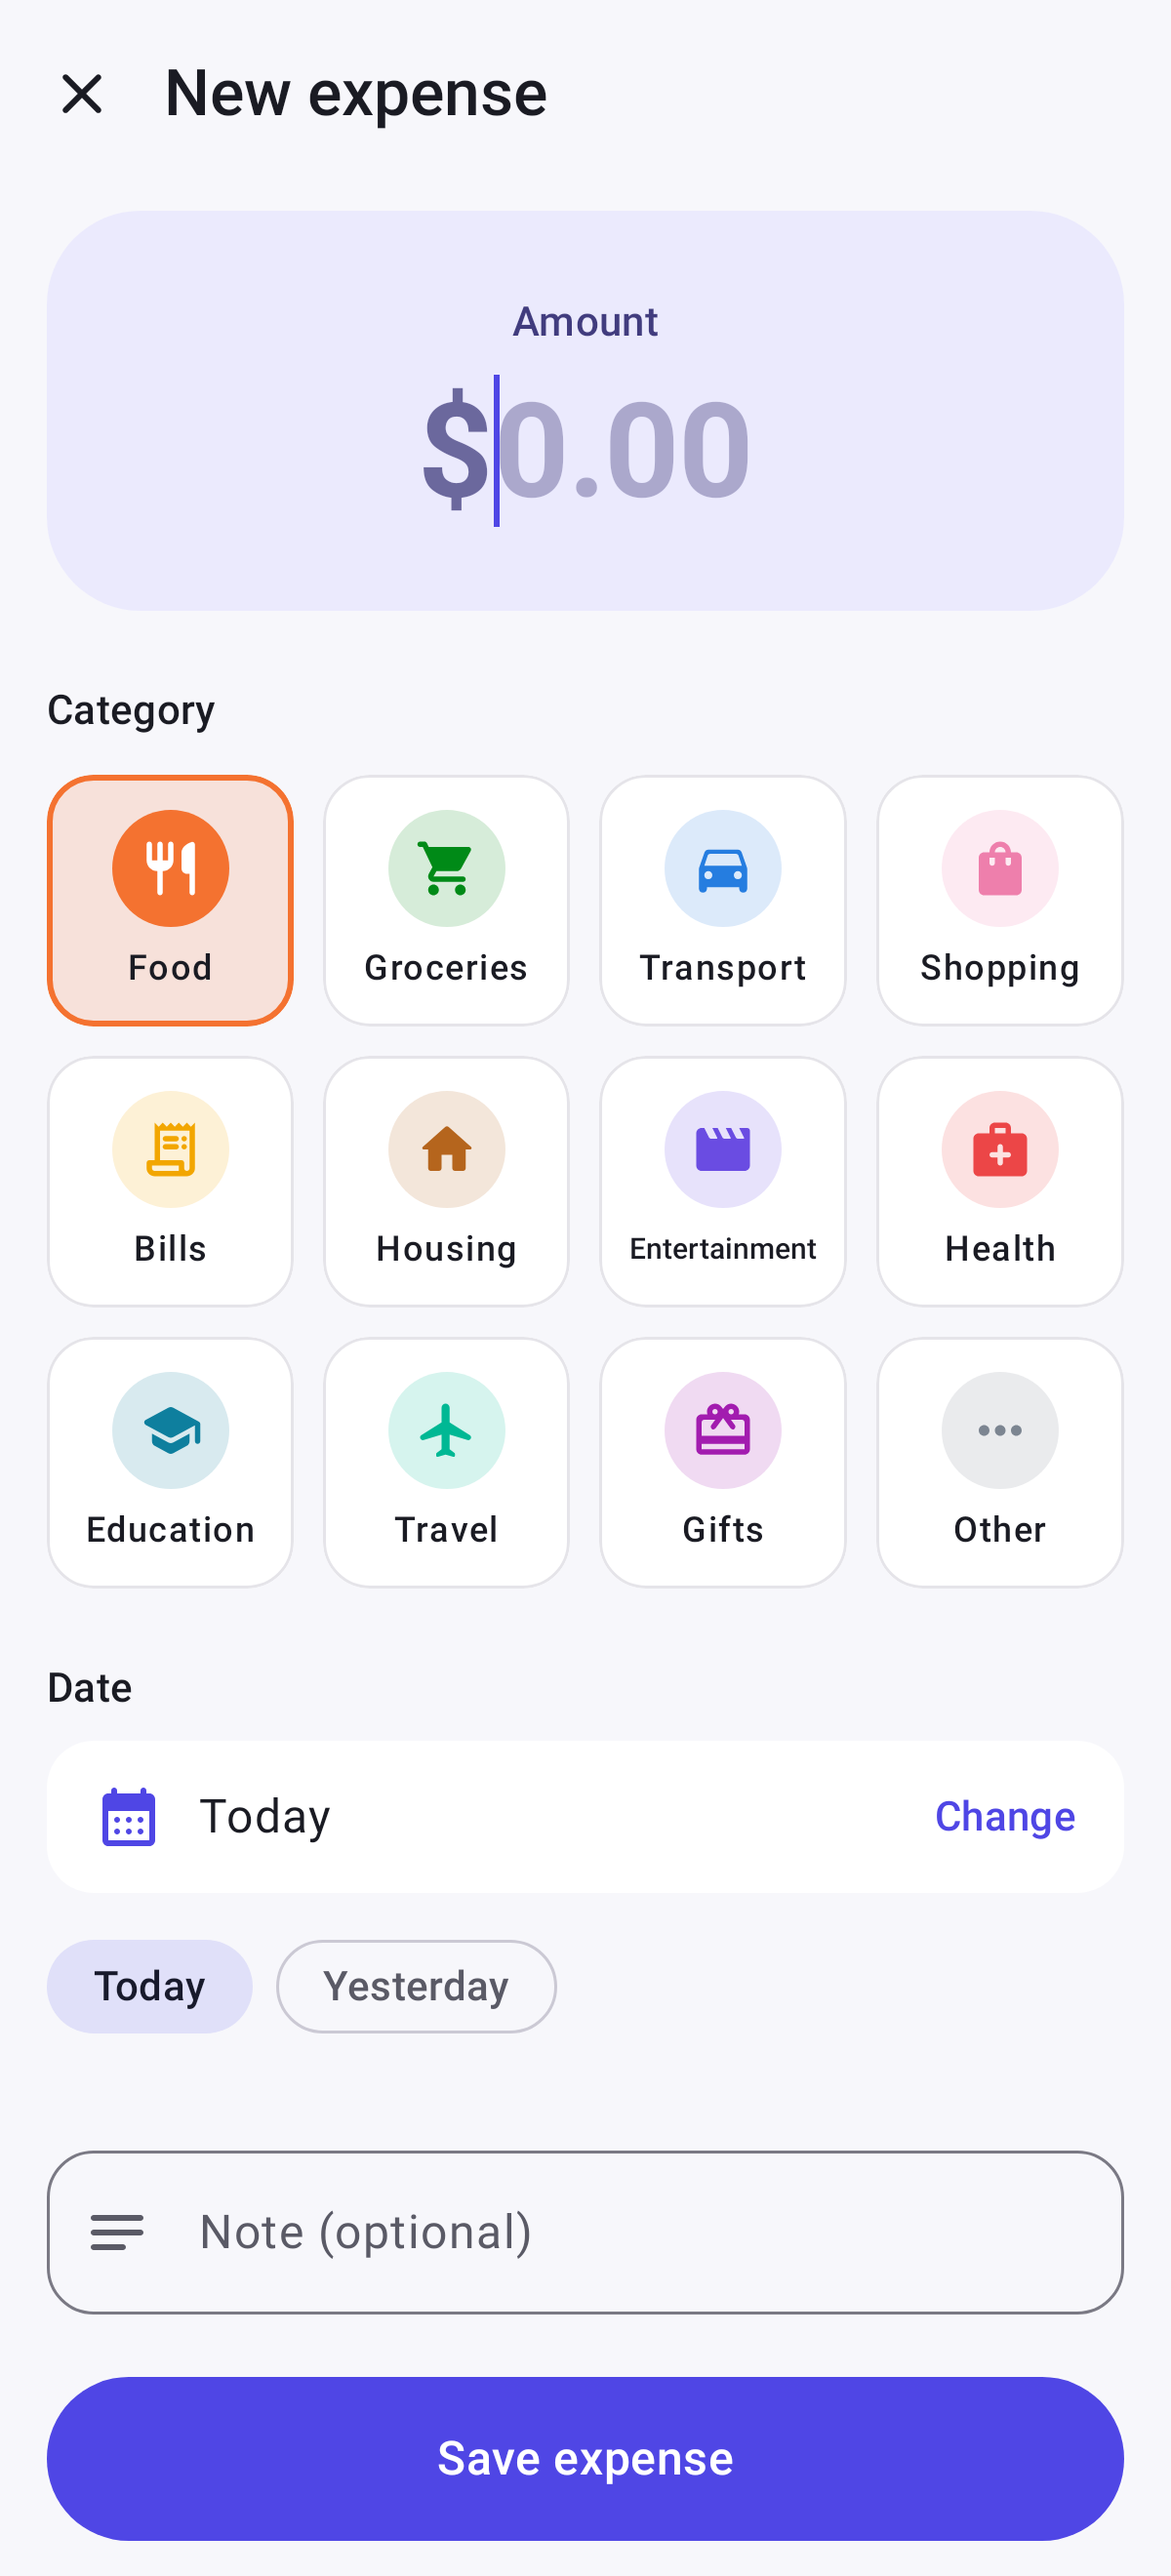 New expense
Amount
$0.00
Category
Food Groceries Transport Shopping
Bills Housing Entertainment Health
Education Travel Gifts Other
Date
Today Change
Today Yesterday
Note (optional)
Save expense